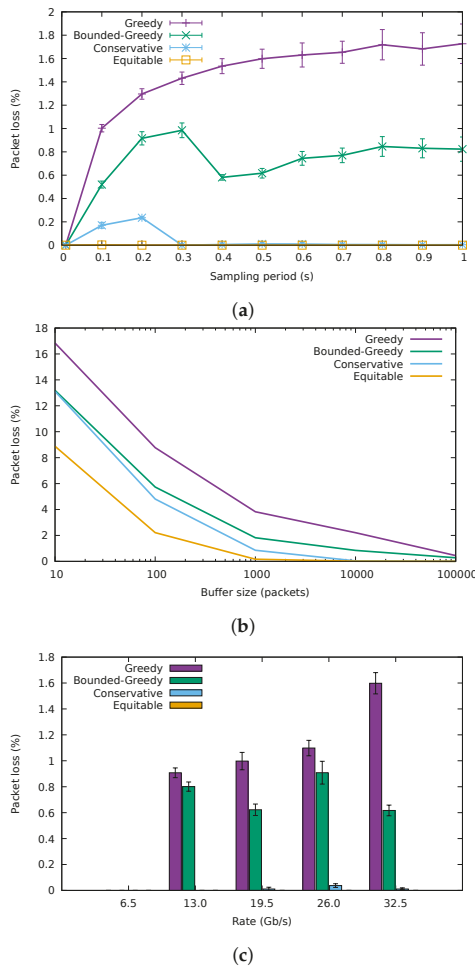 2
1.8
1.6
1.4
1.2
1
0.8
0.6
0.4
0.2
0
Packet loss (%)
Greedy
Bounded-Greedy
Conservative
Equitable
0 0.1 0.2 0.3 0.4 0.5 0.6 0.7 0.8 0.9 1
Sampling period (s)
(a)
18
16
14
12
10
8
6
4
2
0
Packet loss (%)
Greedy
Bounded-Greedy
Conservative
Equitable
10 100 1000 10000 100000
Buffer size (packets)
(b)
1.8
1.6
1.4
1.2
1
0.8
0.6
0.4
0.2
0
Packet loss (%)
Greedy
Bounded-Greedy
Conservative
Equitable
6.5 13.0 19.5 26.0 32.5
Rate (Gb/s)
(c)